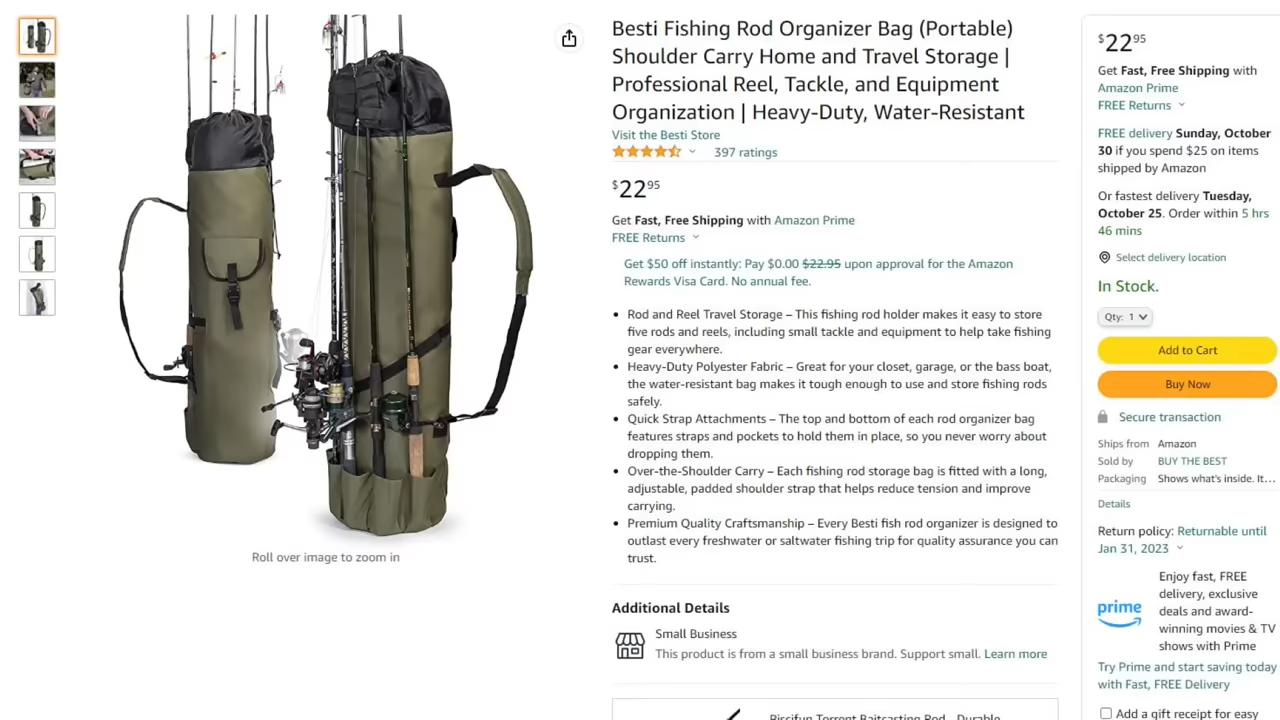 Besti Fishing Rod Organizer Bag (Portable)
Shoulder Carry Home and Travel Storage |
Professional Reel, Tackle, and Equipment
Organization | Heavy-Duty, Water-Resistant
Visit the Besti Store
397 ratings
$22 95
Get Fast, Free Shipping with Amazon Prime
FREE Returns
Get $50 off instantly: Pay $0.00 $22.95 upon approval for the Amazon
Rewards Visa Card. No annual fee.
• Rod and Reel Travel Storage – This fishing rod holder makes it easy to store
five rods and reels, including small tackle and equipment to help take fishing
gear everywhere.
• Heavy-Duty Polyester Fabric – Great for your closet, garage, or the bass boat,
the water-resistant bag makes it tough enough to use and store fishing rods
safely.
• Quick Strap Attachments – The top and bottom of each rod organizer bag
features straps and pockets to hold them in place, so you never worry about
dropping them.
• Over-the-Shoulder Carry – Each fishing rod storage bag is fitted with a long,
adjustable, padded shoulder strap that helps reduce tension and improve
carrying.
• Premium Quality Craftsmanship – Every Besti fish rod organizer is designed to
outlast every freshwater or saltwater fishing trip for quality assurance you can
trust.
Roll over image to zoom in
Additional Details
Small Business
This product is from a small business brand. Support small. Learn more
Piscifun Torrent Baitcasting Rod - Durable
$22 95
Get Fast, Free Shipping with
Amazon Prime
FREE Returns
FREE delivery Sunday, October
30 if you spend $25 on items
shipped by Amazon
Or fastest delivery Tuesday,
October 25. Order within 5 hrs
46 mins
Select delivery location
In Stock.
Qty: 1
Add to Cart
Buy Now
Secure transaction
Ships from Amazon
Sold by BUY THE BEST
Packaging Shows what's inside. It…
Details
Return policy: Returnable until
Jan 31, 2023
prime
Enjoy fast, FREE
delivery, exclusive
deals and award-
winning movies & TV
shows with Prime
Try Prime and start saving today
with Fast, FREE Delivery
Add a gift receipt for easy